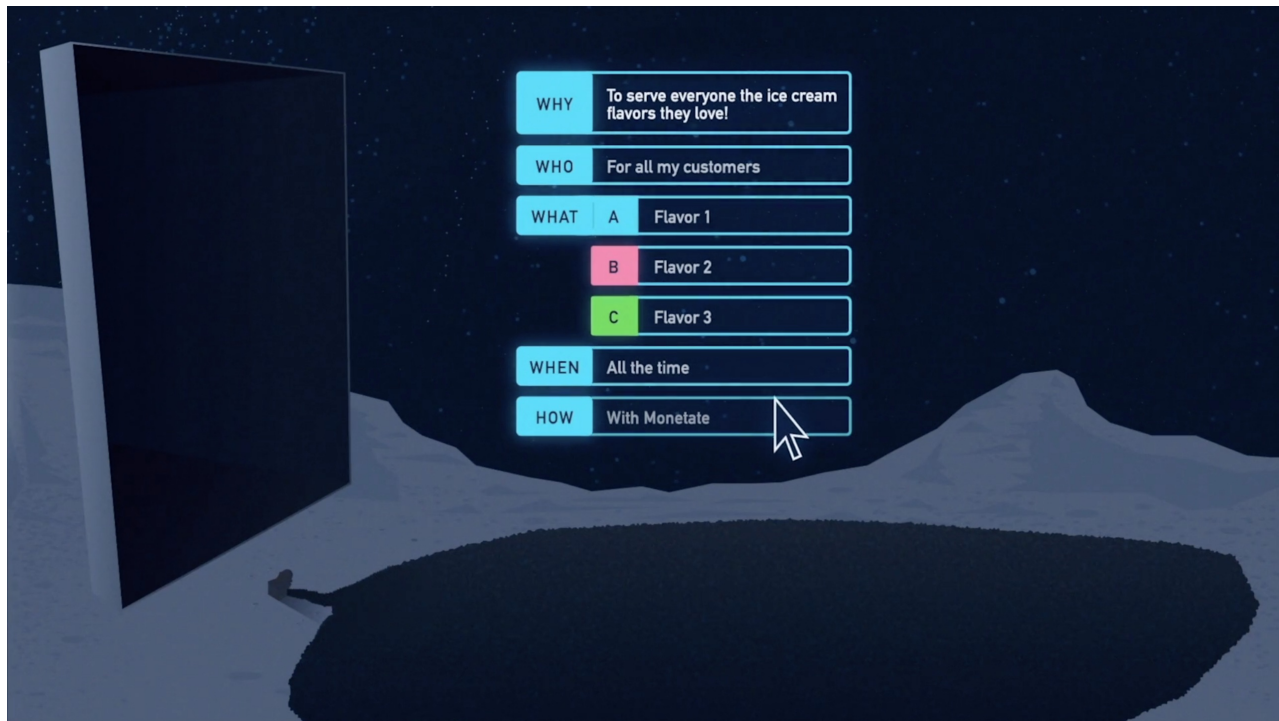 WHY To serve everyone the ice cream
flavors they love!
WHO For all my customers
WHAT A Flavor 1
B Flavor 2
C Flavor 3
WHEN All the time
HOW With Monetate